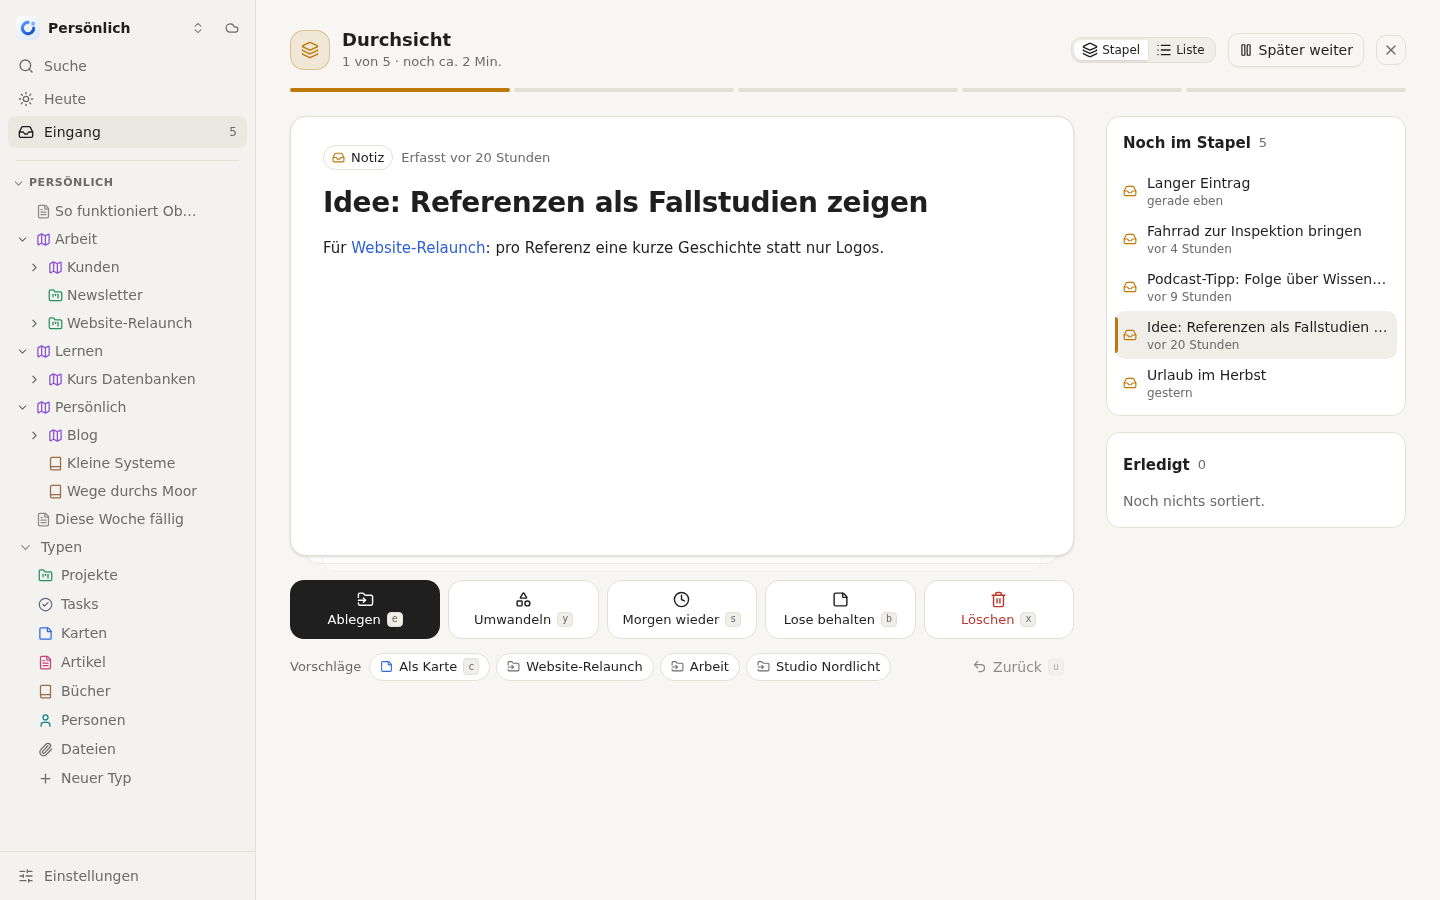 Persönlich
Suche
Heute
Eingang 5
PERSÖNLICH
So funktioniert Ob…
Arbeit
Kunden
Newsletter
Website-Relaunch
Lernen
Kurs Datenbanken
Persönlich
Blog
Kleine Systeme
Wege durchs Moor
Diese Woche fällig
Typen
Projekte
Tasks
Karten
Artikel
Bücher
Personen
Dateien
Neuer Typ
Einstellungen
Durchsicht
1 von 5 · noch ca. 2 Min.
Stapel Liste Später weiter
Notiz Erfasst vor 20 Stunden
Idee: Referenzen als Fallstudien zeigen
Für Website-Relaunch: pro Referenz eine kurze Geschichte statt nur Logos.
Ablegen e
Umwandeln y
Morgen wieder s
Lose behalten b
Löschen x
Vorschläge Als Karte c Website-Relaunch Arbeit Studio Nordlicht Zurück u
Noch im Stapel 5
Langer Eintrag
gerade eben
Fahrrad zur Inspektion bringen
vor 4 Stunden
Podcast-Tipp: Folge über Wissen…
vor 9 Stunden
Idee: Referenzen als Fallstudien …
vor 20 Stunden
Urlaub im Herbst
gestern
Erledigt 0
Noch nichts sortiert.